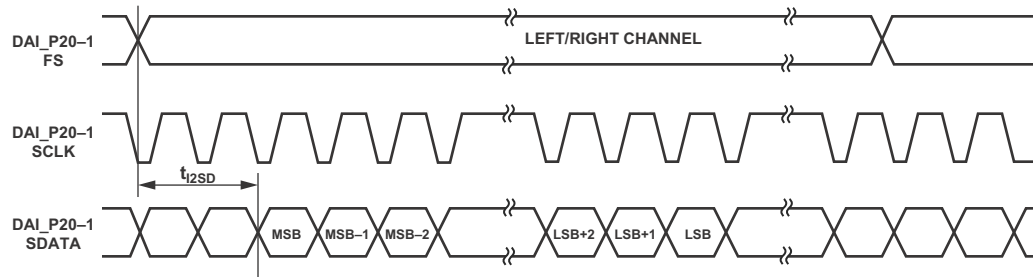 DAI_P20–1
FS
LEFT/RIGHT CHANNEL
DAI_P20–1
SCLK
tI2SD
DAI_P20–1
SDATA
MSB
MSB–1
MSB–2
LSB+2
LSB+1
LSB